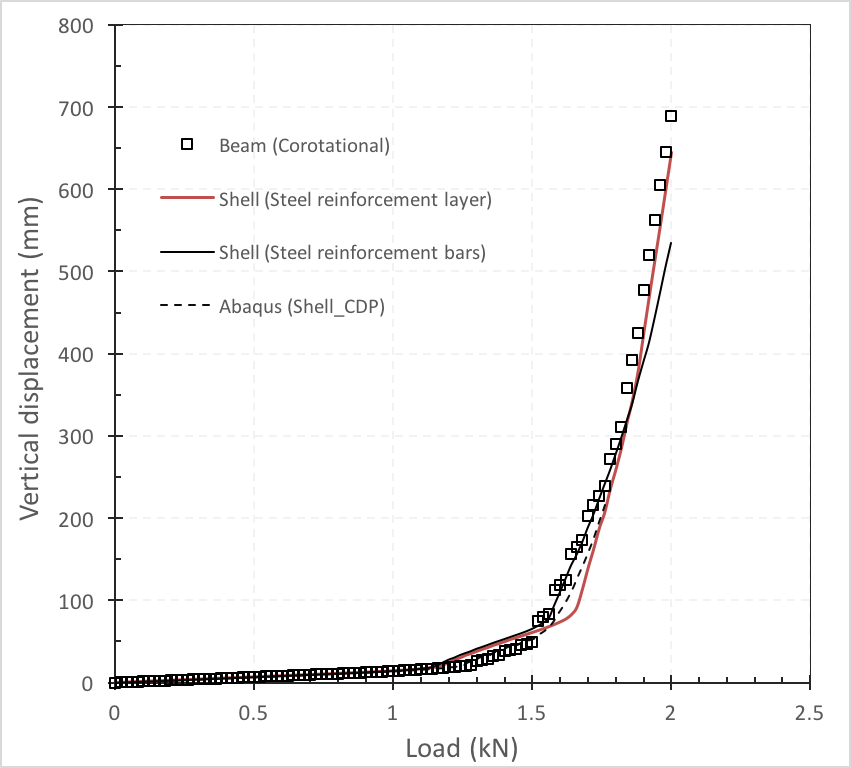 800
700
600
500
400
300
200
100
0
Vertical displacement (mm)
Beam (Corotational)
Shell (Steel reinforcement layer)
Shell (Steel reinforcement bars)
Abaqus (Shell_CDP)
0 0.5 1 1.5 2 2.5
Load (kN)